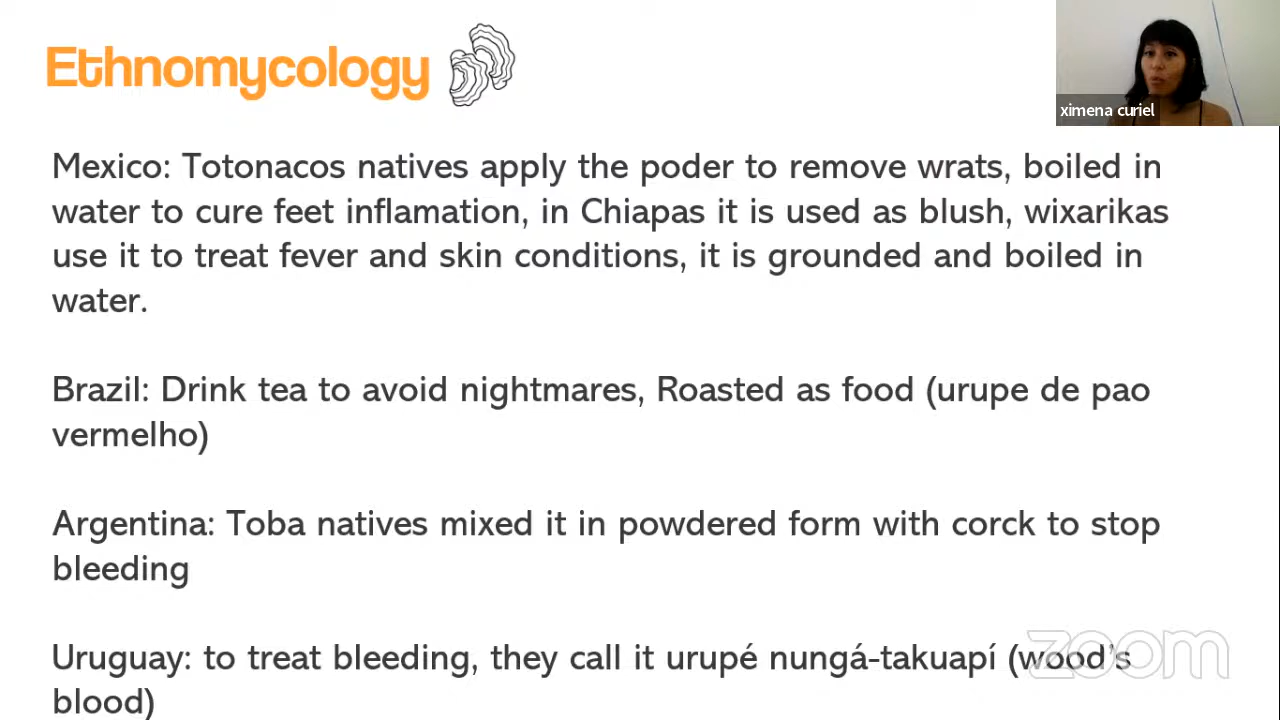 Ethnomycology
ximena curiel
Mexico: Totonacos natives apply the poder to remove wrats, boiled in
water to cure feet inflamation, in Chiapas it is used as blush, wixarikas
use it to treat fever and skin conditions, it is grounded and boiled in
water.
Brazil: Drink tea to avoid nightmares, Roasted as food (urupe de pao
vermelho)
Argentina: Toba natives mixed it in powdered form with corck to stop
bleeding
Uruguay: to treat bleeding, they call it urupé nungá-takuapí (wood's
blood)
zoom